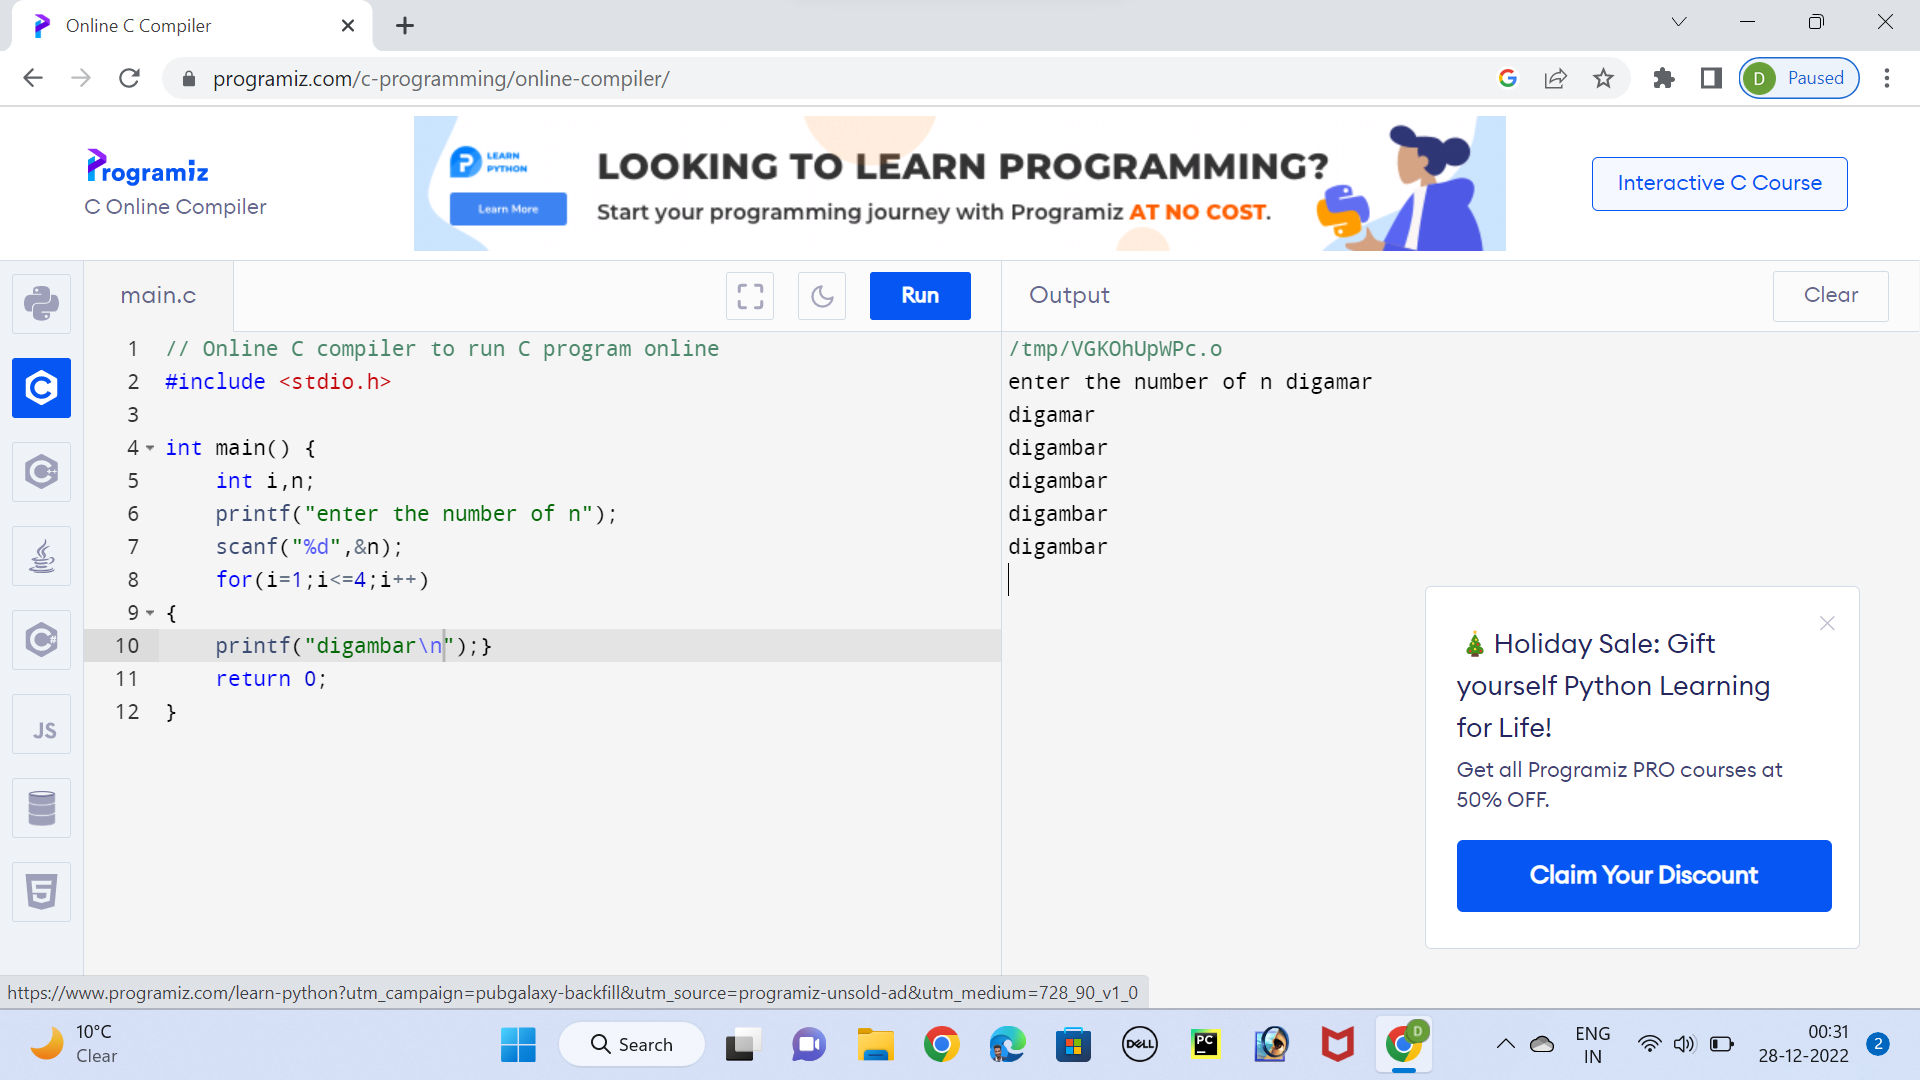 Online C Compiler
programiz.com/c-programming/online-compiler/
D Paused
Programiz
C Online Compiler
LEARN
PYTHON
Learn More
LOOKING TO LEARN PROGRAMMING?
Start your programming journey with Programiz AT NO COST.
Interactive C Course
main.c
Run
Output
Clear
1 // Online C compiler to run C program online
2 #include <stdio.h>
3
4 int main() {
5 int i,n;
6 printf("enter the number of n");
7 scanf("%d",&n);
8 for(i=1;i<=4;i++)
9 {
10 printf("digambar\n");}
11 return 0;
12 }
/tmp/VGKOhUpWPc.o
enter the number of n digamar
digamar
digambar
digambar
digambar
digambar
JS
🎄 Holiday Sale: Gift
yourself Python Learning
for Life!
Get all Programiz PRO courses at
50% OFF.
Claim Your Discount
https://www.programiz.com/learn-python?utm_campaign=pubgalaxy-backfill&utm_source=programiz-unsold-ad&utm_medium=728_90_v1_0
10°C
Clear
Search
DELL
PC
D
ENG
IN
00:31
28-12-2022
2